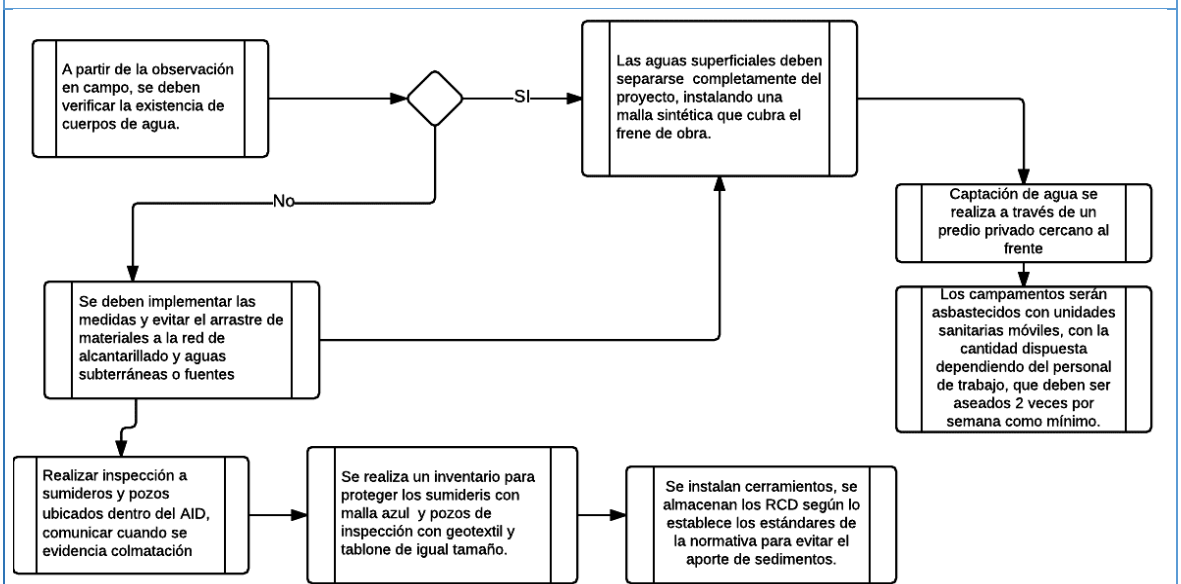 A partir de la observación
en campo, se deben
verificar la existencia de
cuerpos de agua.
SI
Las aguas superficiales deben
separarse completamente del
proyecto, instalando una
malla sintética que cubra el
frene de obra.
No
Captación de agua se
realiza a través de un
predio privado cercano al
frente
Se deben implementar las
medidas y evitar el arrastre de
materiales a la red de
alcantarillado y aguas
subterráneas o fuentes
Los campamentos serán
asbastecidos con unidades
sanitarias móviles, con la
cantidad dispuesta
dependiendo del personal
de trabajo, que deben ser
aseados 2 veces por
semana como mínimo.
Realizar inspección a
sumideros y pozos
ubicados dentro del AID,
comunicar cuando se
evidencia colmatación
Se realiza un inventario para
proteger los sumideris con
malla azul y pozos de
inspección con geotextil y
tablone de igual tamaño.
Se instalan cerramientos, se
almacenan los RCD según lo
establece los estándares de
la normativa para evitar el
aporte de sedimentos.